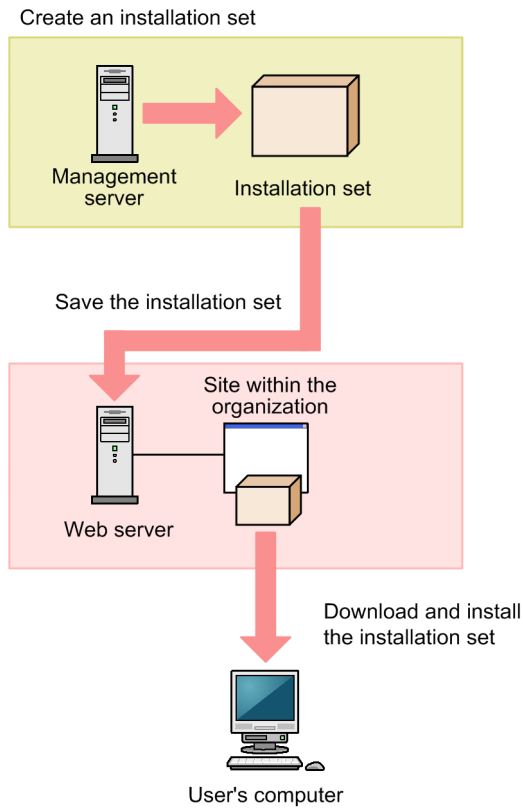 Create an installation set
Management
server
Installation set
Save the installation set
Site within the
organization
Web server
Download and install
the installation set
User's computer